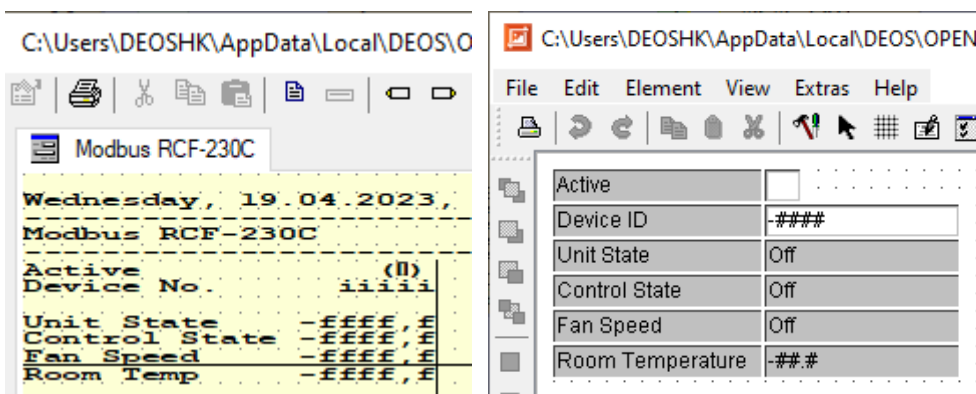 C:\Users\DEOSHK\AppData\Local\DEOS\O
Modbus RCF-230C
Wednesday, 19.04.2023,
Modbus RCF-230C
Active (0)
Device No. iiiii
Unit State -ffff,f
Control State -ffff,f
Fan Speed -ffff,f
Room Temp -ffff,f
C:\Users\DEOSHK\AppData\Local\DEOS\OPEN
File Edit Element View Extras Help
Active
Device ID -####
Unit State Off
Control State Off
Fan Speed Off
Room Temperature -##.#